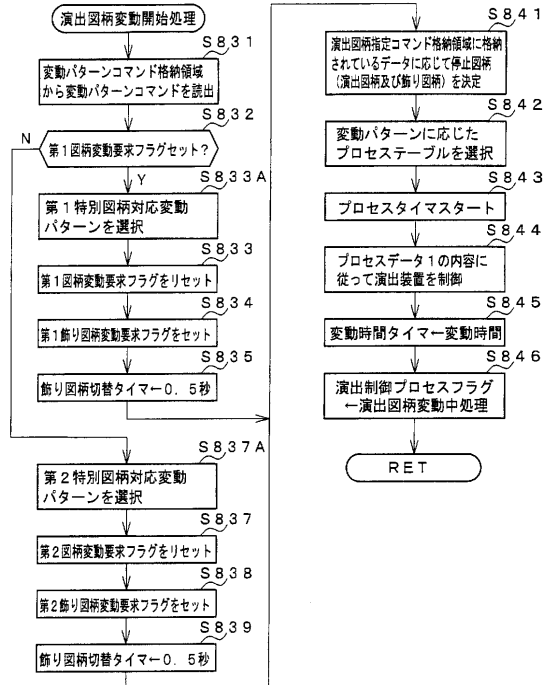 演出図柄変動開始処理
S831
変動パターンコマンド格納領域
から変動パターンコマンドを読出
S832
N
第1図柄変動要求フラグセット?
Y
S833A
第1特別図柄対応変動
パターンを選択
S833
第1図柄変動要求フラグをリセット
S834
第1飾り図柄変動要求フラグをセット
S835
飾り図柄切替タイマ←0.5秒
S837A
第2特別図柄対応変動
パターンを選択
S837
第2図柄変動要求フラグをリセット
S838
第2飾り図柄変動要求フラグをセット
S839
飾り図柄切替タイマ←0.5秒
S841
演出図柄指定コマンド格納領域に格納
されているデータに応じて停止図柄
(演出図柄及び飾り図柄)を決定
S842
変動パターンに応じた
プロセステーブルを選択
S843
プロセスタイマスタート
S844
プロセスデータ1の内容に
従って演出装置を制御
S845
変動時間タイマ←変動時間
S846
演出制御プロセスフラグ
←演出図柄変動中処理
RET